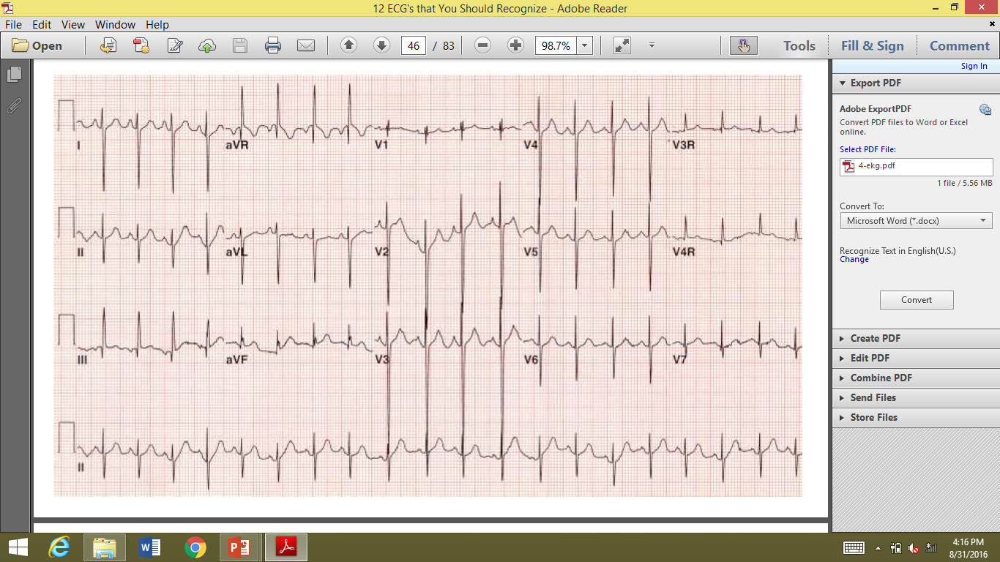 12 ECG's that You Should Recognize - Adobe Reader
File Edit View Window Help
Open 46 / 83 98.7% Tools Fill & Sign Comment
Sign In
Export PDF
Adobe ExportPDF
Convert PDF files to Word or Excel
online.
Select PDF File:
4-ekg.pdf
1 file / 5.56 MB
Convert To:
Microsoft Word (*.docx)
Recognize Text in English(U.S.)
Change
Convert
Create PDF
Edit PDF
Combine PDF
Send Files
Store Files
I aVR V1 V4 V3R
II aVL V2 V5 V4R
III aVF V3 V6 V7
II
4:16 PM
8/31/2016